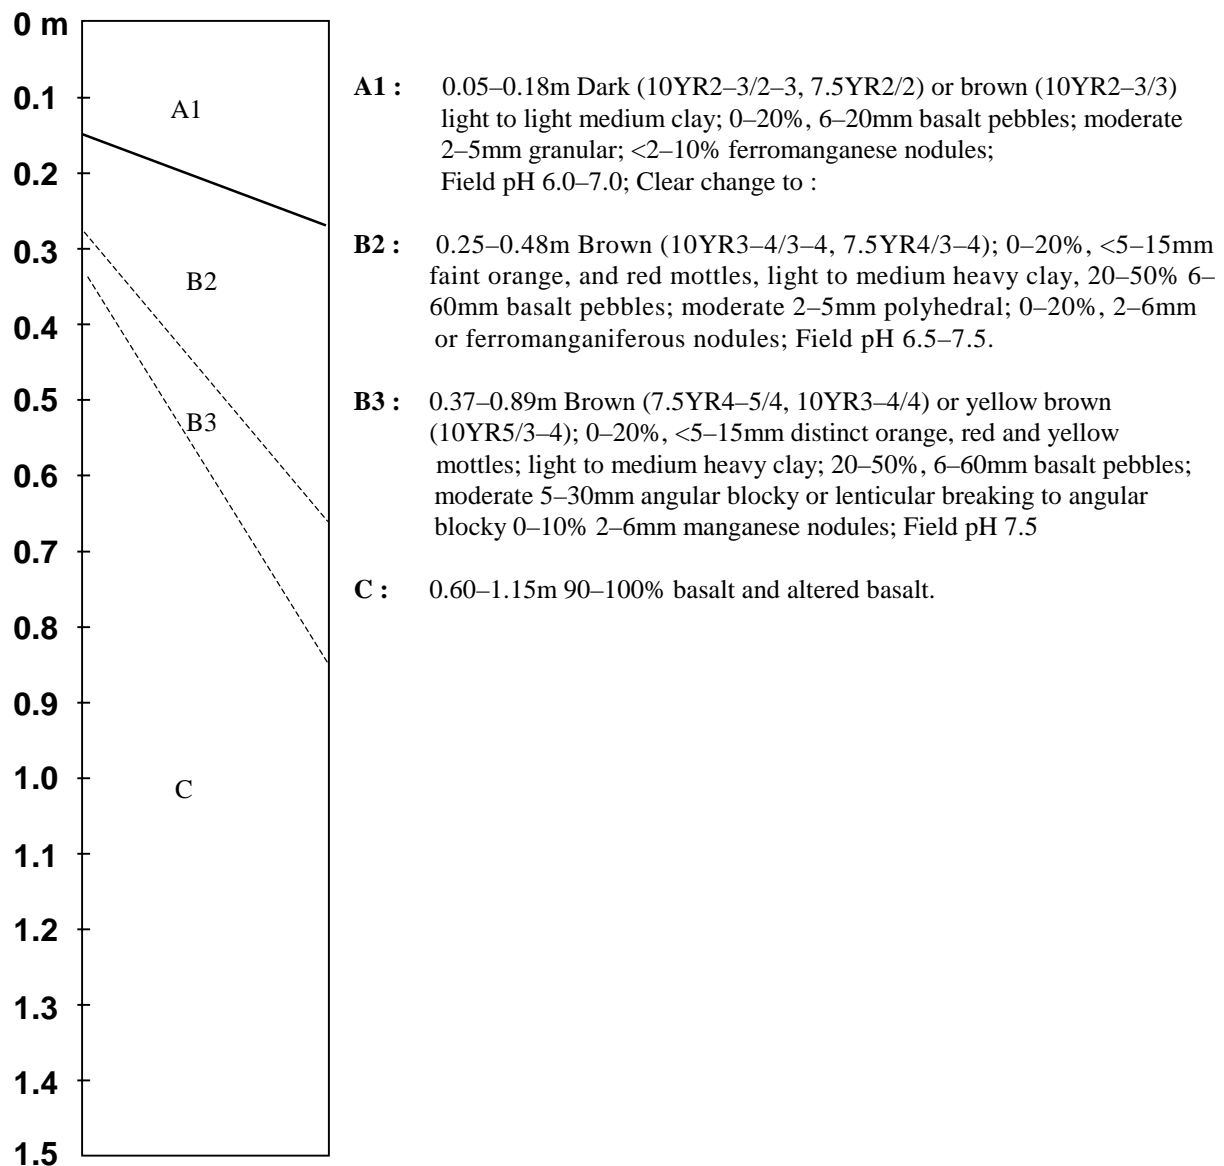 0 m
0.1
0.2
0.3
0.4
0.5
0.6
0.7
0.8
0.9
1.0
1.1
1.2
1.3
1.4
1.5
A1
B2
B3
C
A1 : 0.05–0.18m Dark (10YR2–3/2–3, 7.5YR2/2) or brown (10YR2–3/3)
light to light medium clay; 0–20%, 6–20mm basalt pebbles; moderate
2–5mm granular; <2–10% ferromanganese nodules;
Field pH 6.0–7.0; Clear change to :
B2 : 0.25–0.48m Brown (10YR3–4/3–4, 7.5YR4/3–4); 0–20%, <5–15mm
faint orange, and red mottles, light to medium heavy clay, 20–50% 6–
60mm basalt pebbles; moderate 2–5mm polyhedral; 0–20%, 2–6mm
or ferromanganiferous nodules; Field pH 6.5–7.5.
B3 : 0.37–0.89m Brown (7.5YR4–5/4, 10YR3–4/4) or yellow brown
(10YR5/3–4); 0–20%, <5–15mm distinct orange, red and yellow
mottles; light to medium heavy clay; 20–50%, 6–60mm basalt pebbles;
moderate 5–30mm angular blocky or lenticular breaking to angular
blocky 0–10% 2–6mm manganese nodules; Field pH 7.5
C : 0.60–1.15m 90–100% basalt and altered basalt.